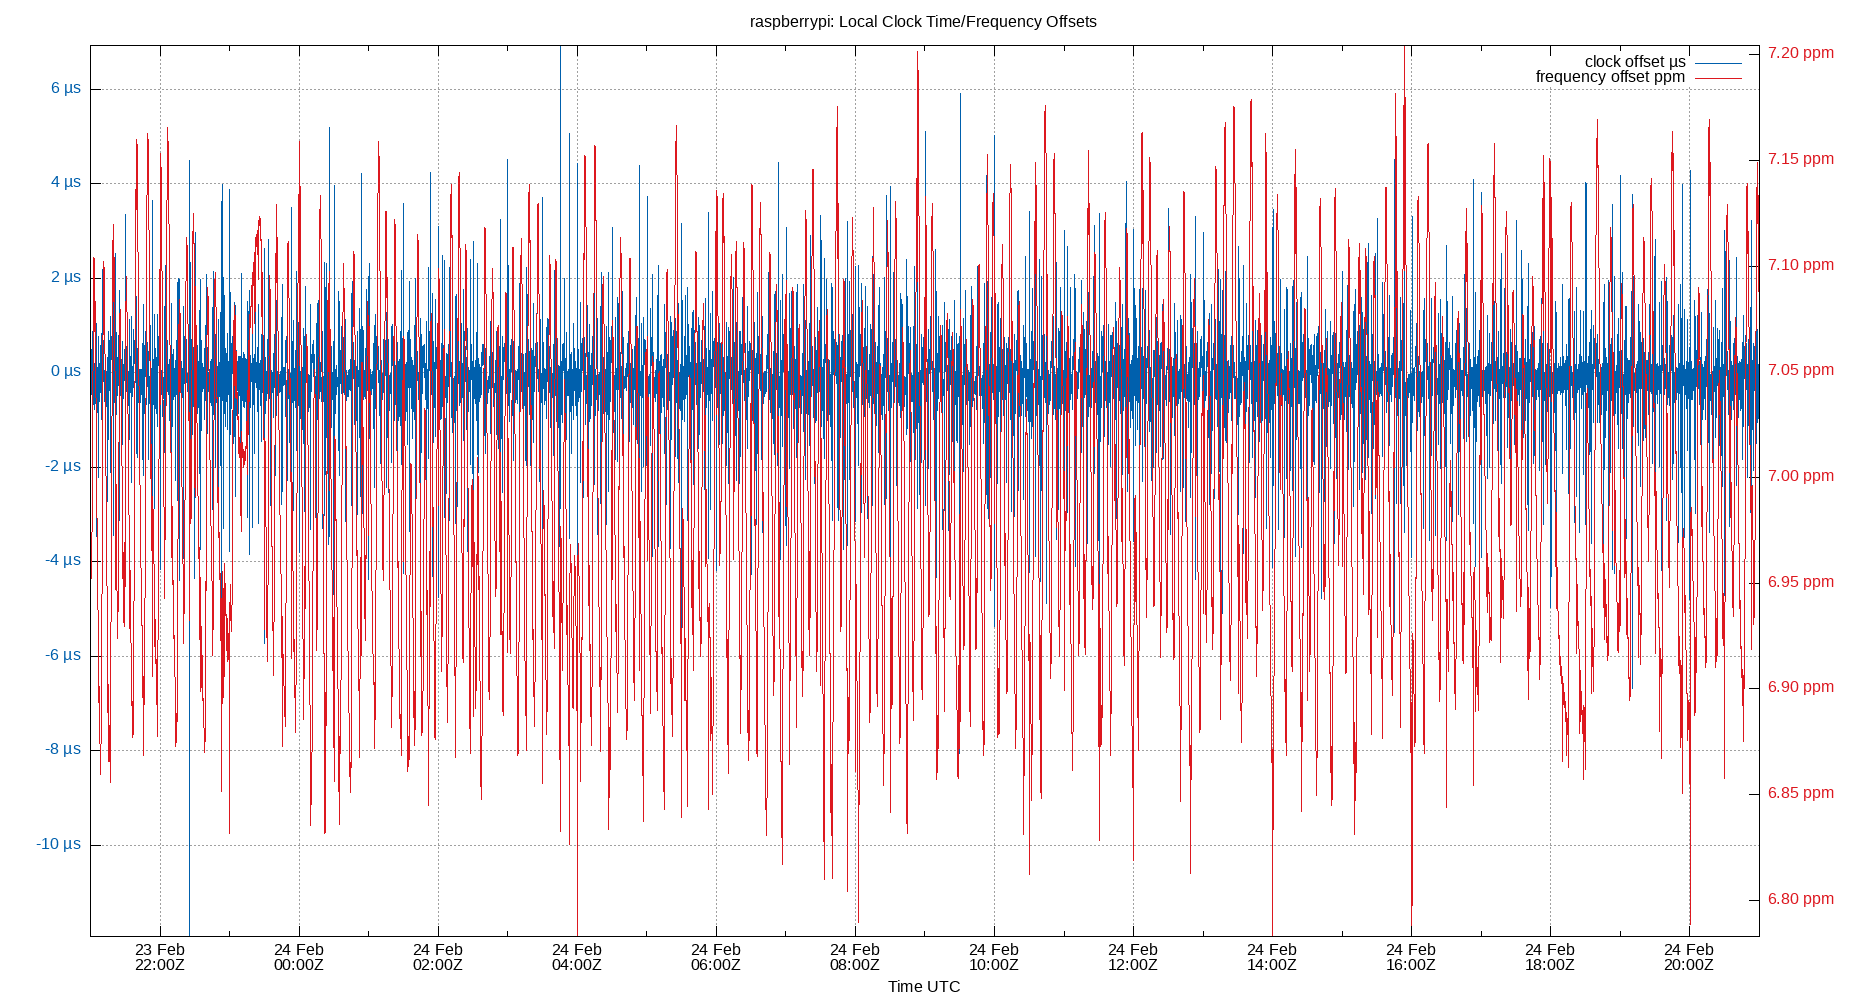 raspberrypi: Local Clock Time/Frequency Offsets
clock offset µs
frequency offset ppm
6 µs
4 µs
2 µs
0 µs
-2 µs
-4 µs
-6 µs
-8 µs
-10 µs
7.20 ppm
7.15 ppm
7.10 ppm
7.05 ppm
7.00 ppm
6.95 ppm
6.90 ppm
6.85 ppm
6.80 ppm
23 Feb
22:00Z
24 Feb
00:00Z
24 Feb
02:00Z
24 Feb
04:00Z
24 Feb
06:00Z
24 Feb
08:00Z
24 Feb
10:00Z
24 Feb
12:00Z
24 Feb
14:00Z
24 Feb
16:00Z
24 Feb
18:00Z
24 Feb
20:00Z
Time UTC